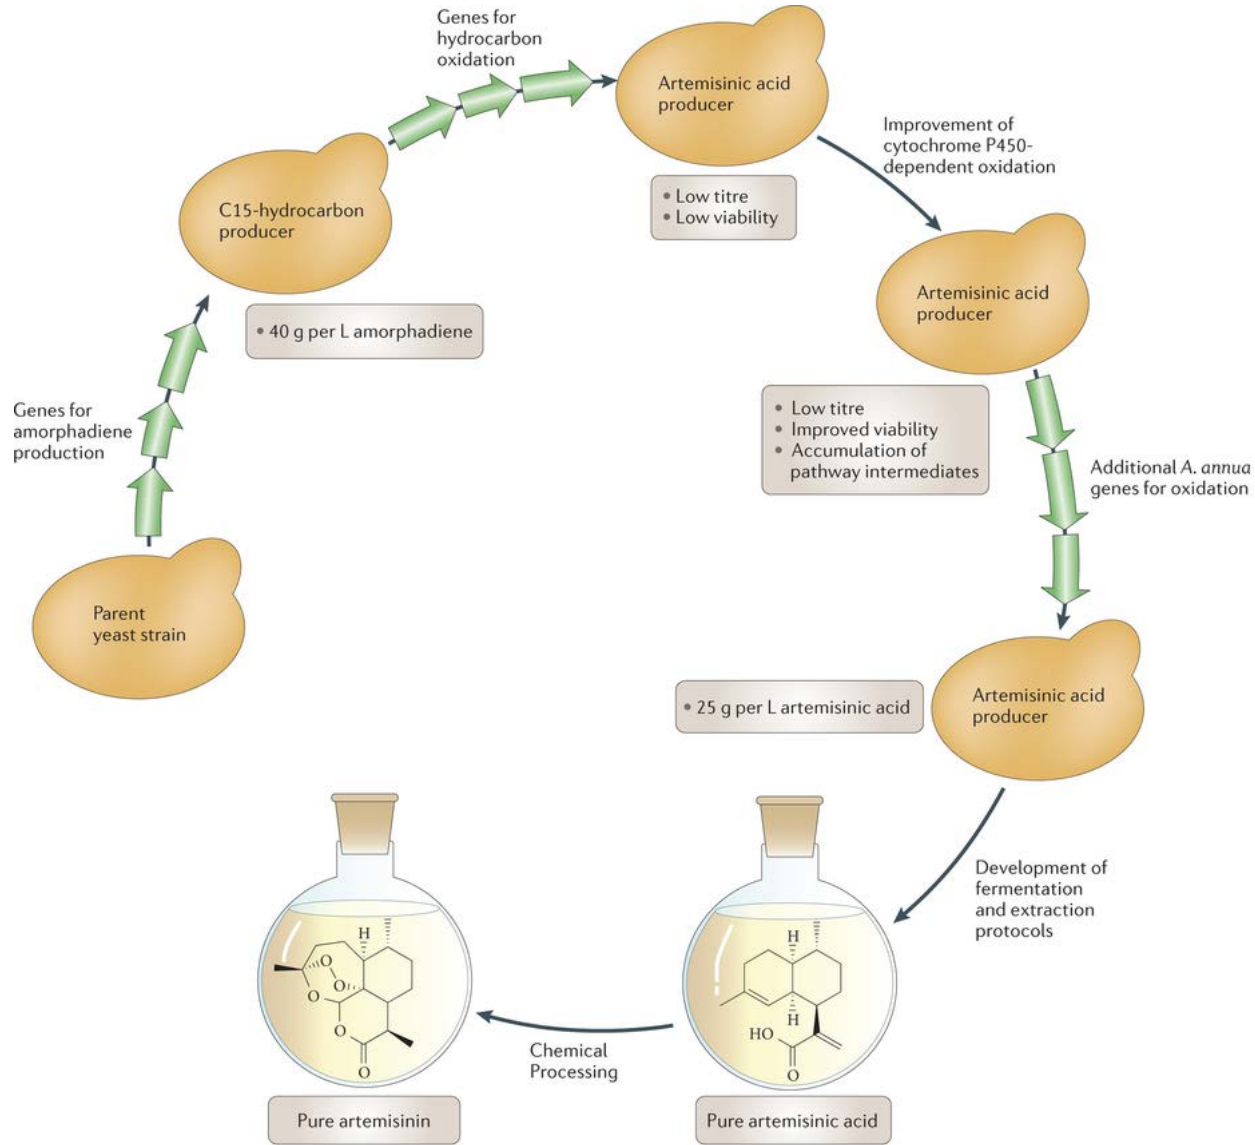 Parent
yeast strain
Genes for
amorphadiene
production
C15-hydrocarbon
producer
• 40 g per L amorphadiene
Genes for
hydrocarbon
oxidation
Artemisinic acid
producer
• Low titre
• Low viability
Improvement of
cytochrome P450-
dependent oxidation
Artemisinic acid
producer
• Low titre
• Improved viability
• Accumulation of
pathway intermediates
Additional A. annua
genes for oxidation
Artemisinic acid
producer
• 25 g per L artemisinic acid
Development of
fermentation
and extraction
protocols
H
H
HO
O
Pure artemisinic acid
Chemical
Processing
H
O
O
O
O
O
Pure artemisinin